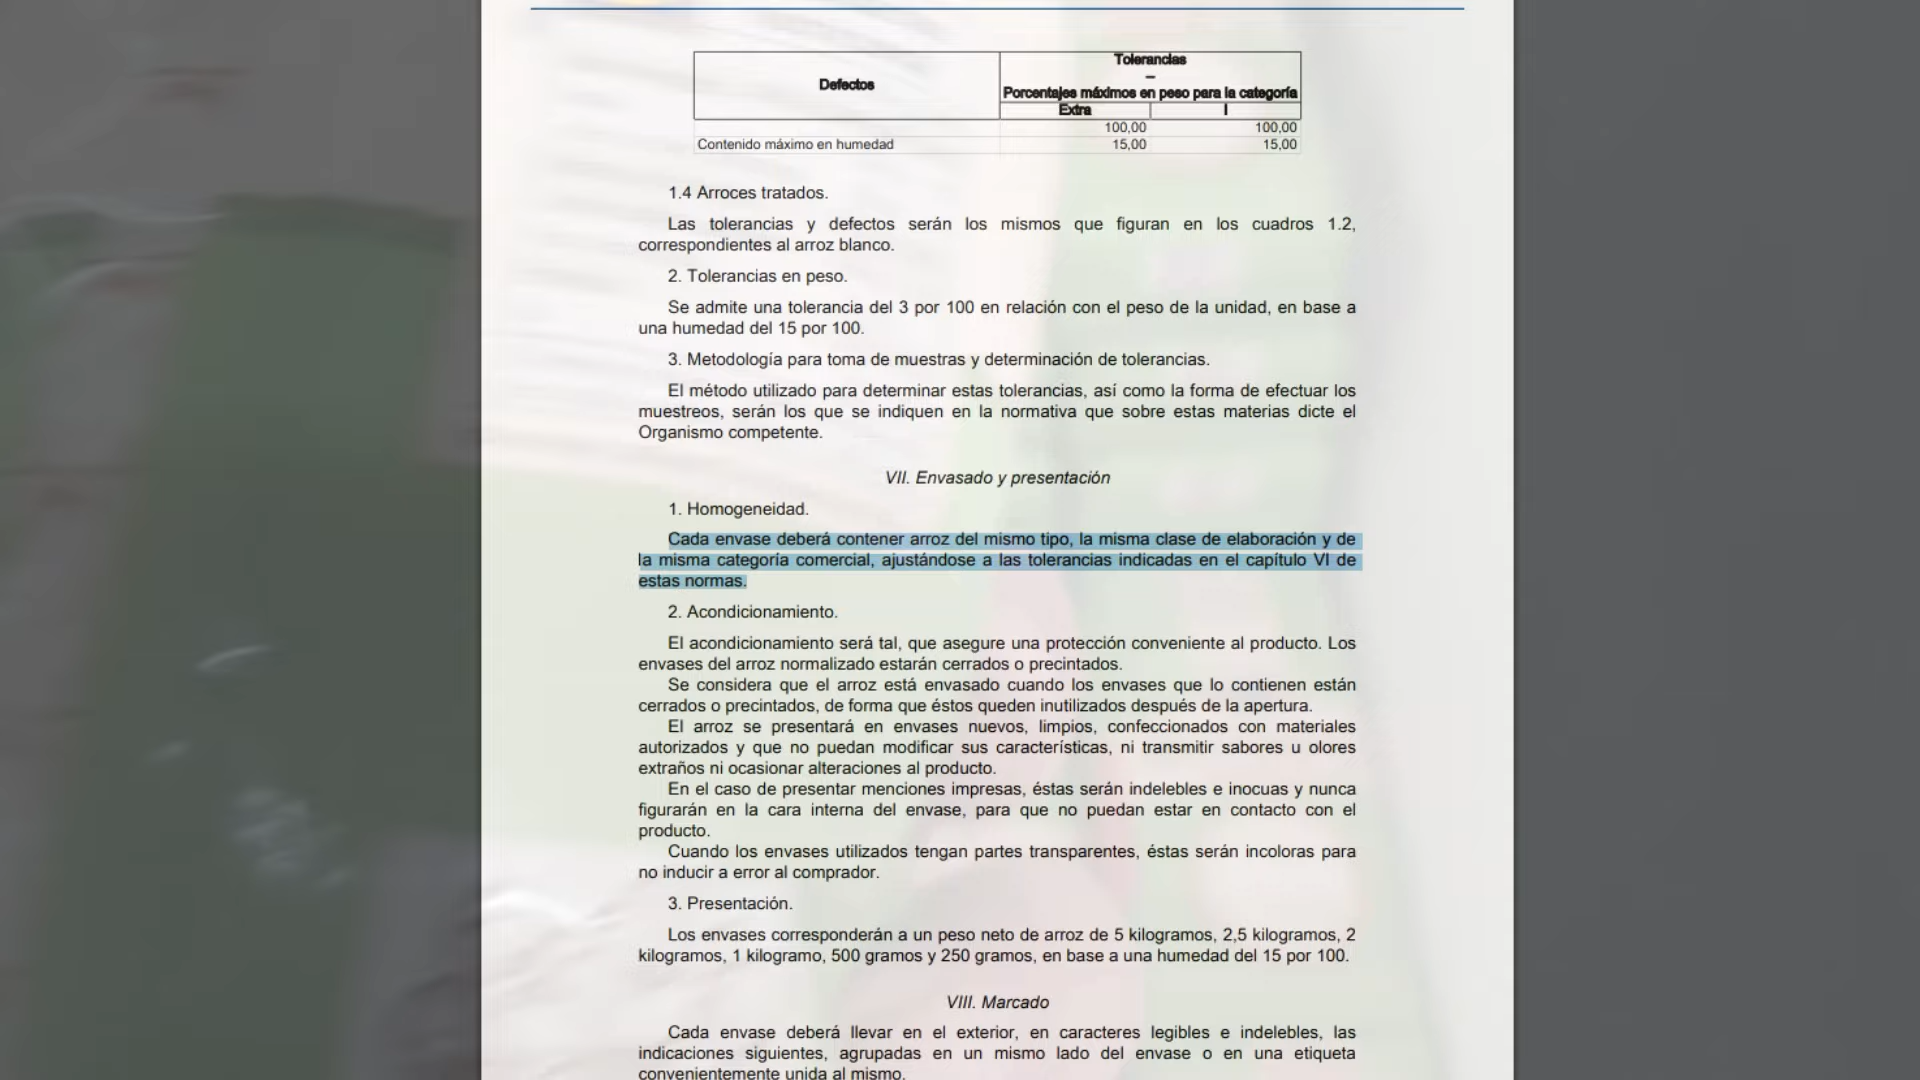 Defectos
Tolerancias
–
Porcentajes máximos en peso para la categoría
Extra I
100,00 100,00
Contenido máximo en humedad 15,00 15,00
1.4 Arroces tratados.
Las tolerancias y defectos serán los mismos que figuran en los cuadros 1.2,
correspondientes al arroz blanco.
2. Tolerancias en peso.
Se admite una tolerancia del 3 por 100 en relación con el peso de la unidad, en base a
una humedad del 15 por 100.
3. Metodología para toma de muestras y determinación de tolerancias.
El método utilizado para determinar estas tolerancias, así como la forma de efectuar los
muestreos, serán los que se indiquen en la normativa que sobre estas materias dicte el
Organismo competente.
VII. Envasado y presentación
1. Homogeneidad.
Cada envase deberá contener arroz del mismo tipo, la misma clase de elaboración y de
la misma categoría comercial, ajustándose a las tolerancias indicadas en el capítulo VI de
estas normas.
2. Acondicionamiento.
El acondicionamiento será tal, que asegure una protección conveniente al producto. Los
envases del arroz normalizado estarán cerrados o precintados.
Se considera que el arroz está envasado cuando los envases que lo contienen están
cerrados o precintados, de forma que éstos queden inutilizados después de la apertura.
El arroz se presentará en envases nuevos, limpios, confeccionados con materiales
autorizados y que no puedan modificar sus características, ni transmitir sabores u olores
extraños ni ocasionar alteraciones al producto.
En el caso de presentar menciones impresas, éstas serán indelebles e inocuas y nunca
figurarán en la cara interna del envase, para que no puedan estar en contacto con el
producto.
Cuando los envases utilizados tengan partes transparentes, éstas serán incoloras para
no inducir a error al comprador.
3. Presentación.
Los envases corresponderán a un peso neto de arroz de 5 kilogramos, 2,5 kilogramos, 2
kilogramos, 1 kilogramo, 500 gramos y 250 gramos, en base a una humedad del 15 por 100.
VIII. Marcado
Cada envase deberá llevar en el exterior, en caracteres legibles e indelebles, las
indicaciones siguientes, agrupadas en un mismo lado del envase o en una etiqueta
convenientemente unida al mismo.